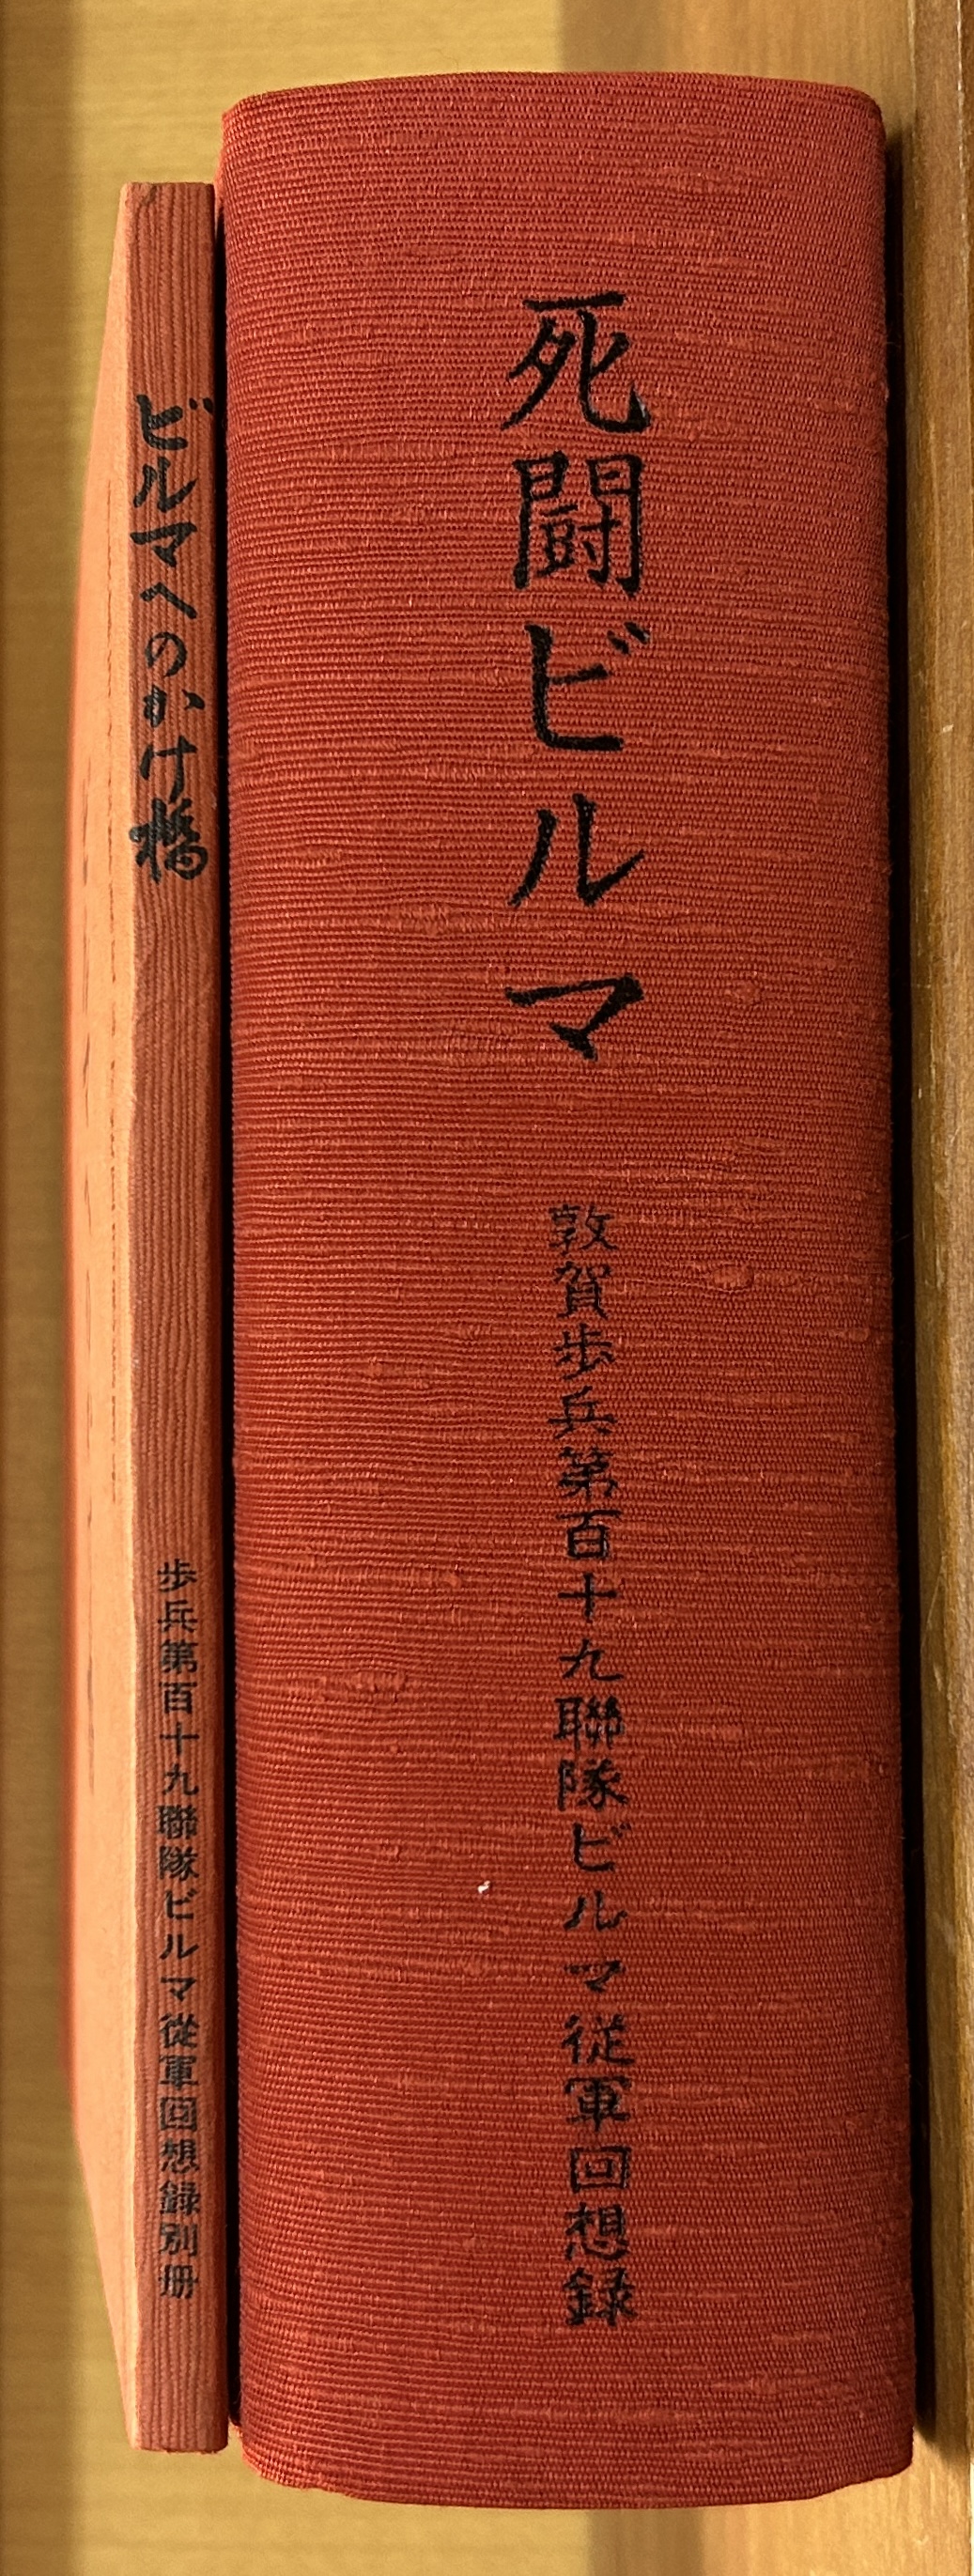 死闘ビルマ
敦賀歩兵第百十九聯隊ビルマ従軍回想録
ビルマへのかけ橋
歩兵第百十九聯隊ビルマ從軍回想録別冊